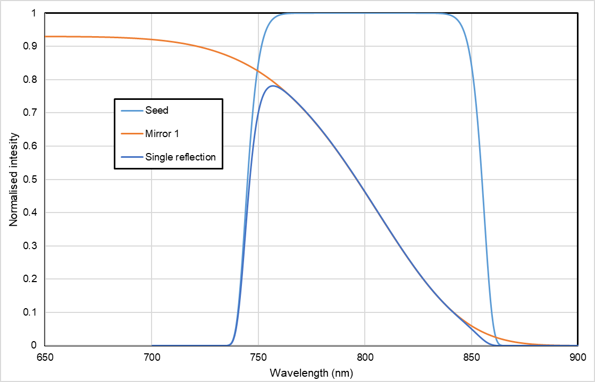 1
0.9
0.8
0.7
0.6
0.5
0.4
0.3
0.2
0.1
0
Normalised intesity
Seed
Mirror 1
Single reflection
650 700 750 800 850 900
Wavelength (nm)